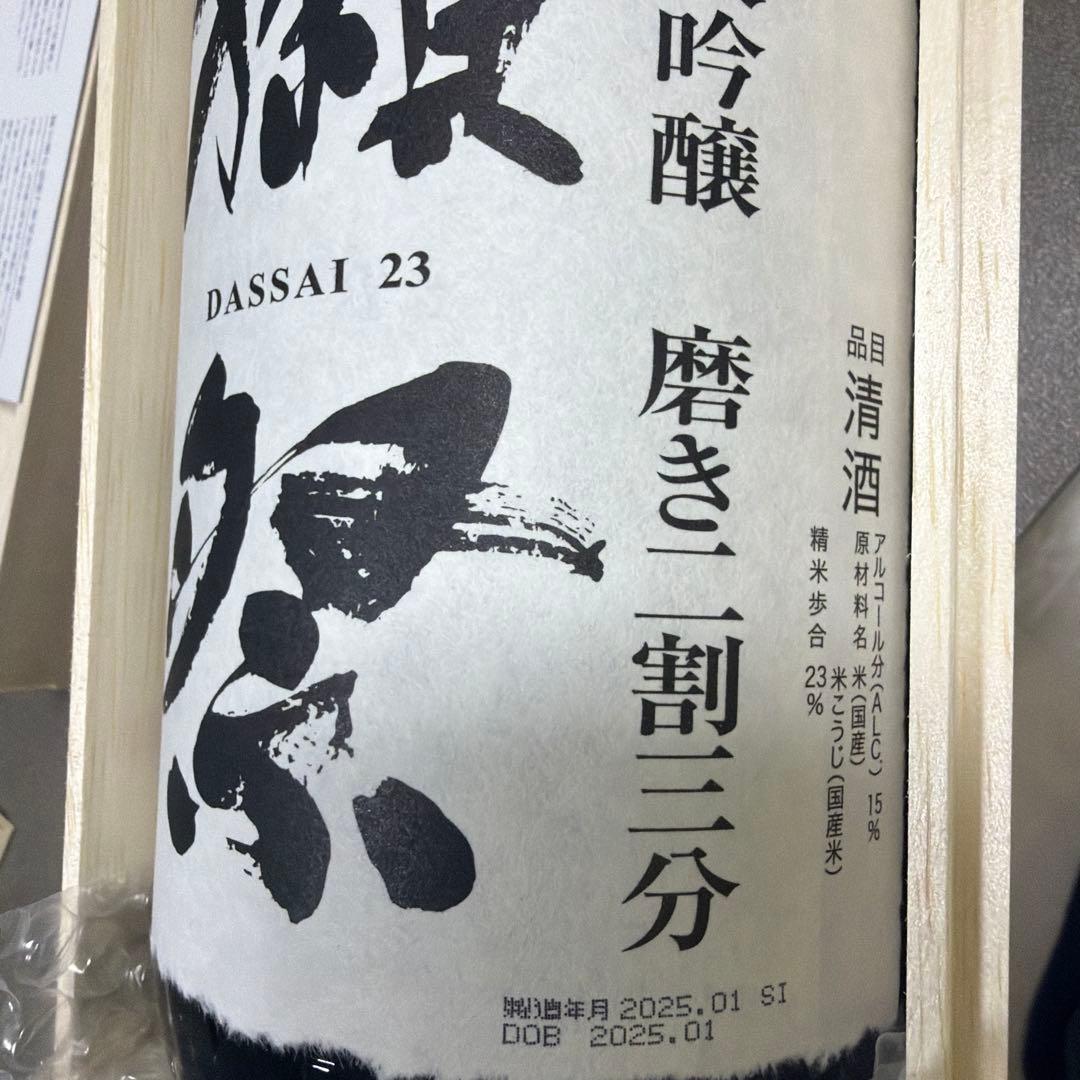 獺
DASSAI 23
祭
吟醸 磨き二割三分
品目
清酒
アルコール分(ALC.) 15%
原材料名 米(国産)
米こうじ(国産米)
精米歩合 23%
製造年月 2025.01 SI
DOB 2025.01